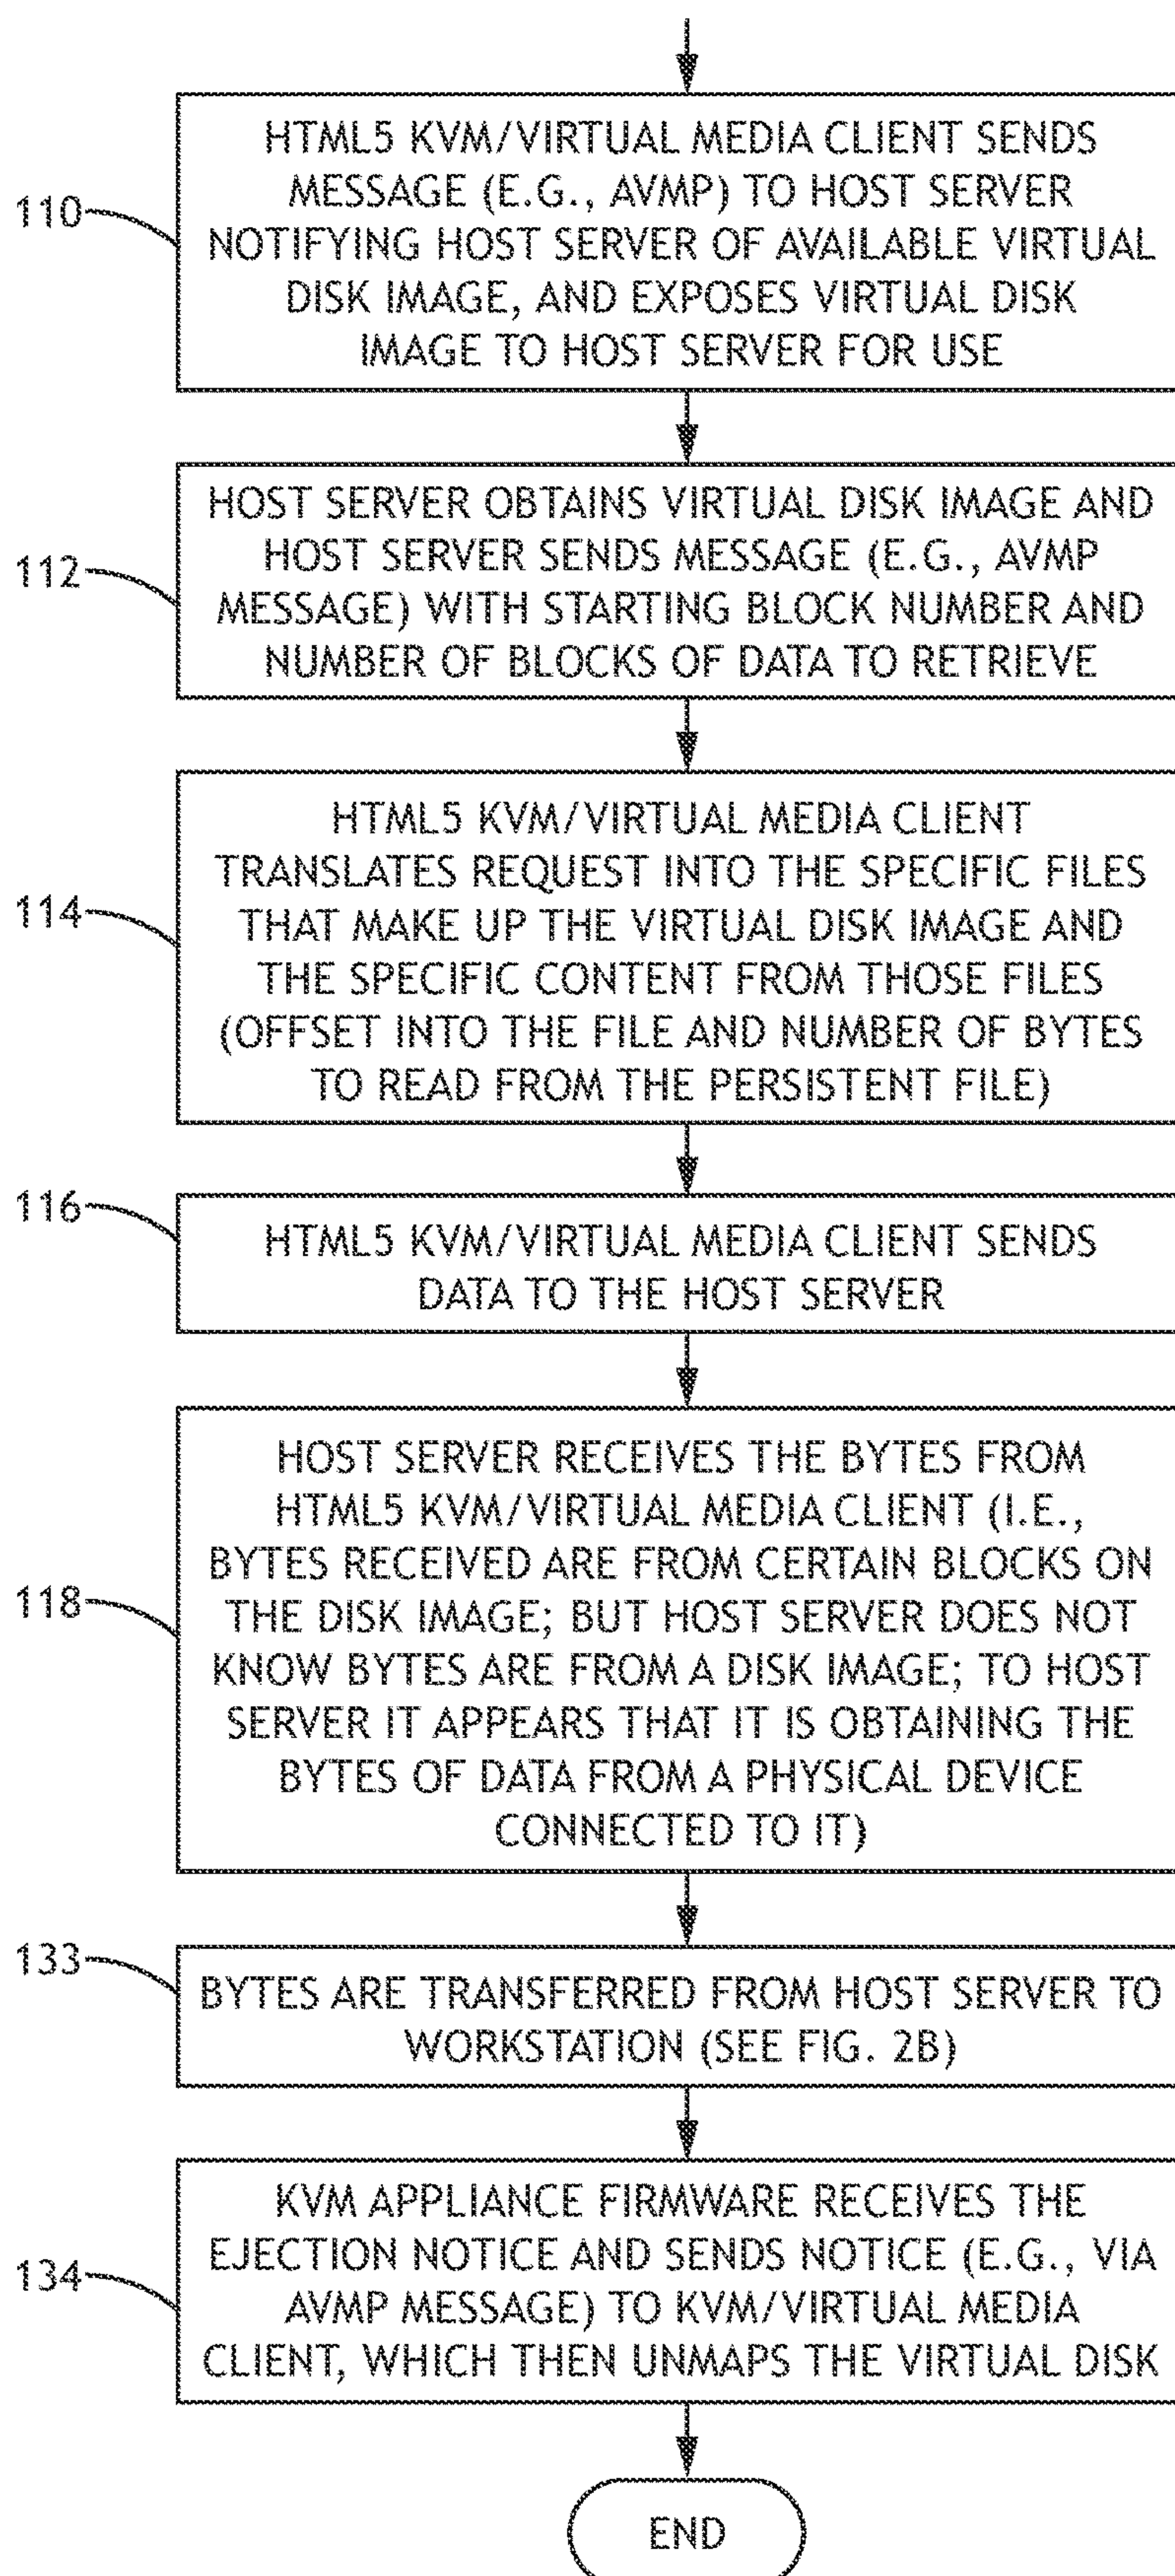 110
HTML5 KVM/VIRTUAL MEDIA CLIENT SENDS
MESSAGE (E.G., AVMP) TO HOST SERVER
NOTIFYING HOST SERVER OF AVAILABLE VIRTUAL
DISK IMAGE, AND EXPOSES VIRTUAL DISK
IMAGE TO HOST SERVER FOR USE
112
HOST SERVER OBTAINS VIRTUAL DISK IMAGE AND
HOST SERVER SENDS MESSAGE (E.G., AVMP
MESSAGE) WITH STARTING BLOCK NUMBER AND
NUMBER OF BLOCKS OF DATA TO RETRIEVE
114
HTML5 KVM/VIRTUAL MEDIA CLIENT
TRANSLATES REQUEST INTO THE SPECIFIC FILES
THAT MAKE UP THE VIRTUAL DISK IMAGE AND
THE SPECIFIC CONTENT FROM THOSE FILES
(OFFSET INTO THE FILE AND NUMBER OF BYTES
TO READ FROM THE PERSISTENT FILE)
116
HTML5 KVM/VIRTUAL MEDIA CLIENT SENDS
DATA TO THE HOST SERVER
118
HOST SERVER RECEIVES THE BYTES FROM
HTML5 KVM/VIRTUAL MEDIA CLIENT (I.E.,
BYTES RECEIVED ARE FROM CERTAIN BLOCKS ON
THE DISK IMAGE; BUT HOST SERVER DOES NOT
KNOW BYTES ARE FROM A DISK IMAGE; TO HOST
SERVER IT APPEARS THAT IT IS OBTAINING THE
BYTES OF DATA FROM A PHYSICAL DEVICE
CONNECTED TO IT)
133
BYTES ARE TRANSFERRED FROM HOST SERVER TO
WORKSTATION (SEE FIG. 2B)
134
KVM APPLIANCE FIRMWARE RECEIVES THE
EJECTION NOTICE AND SENDS NOTICE (E.G., VIA
AVMP MESSAGE) TO KVM/VIRTUAL MEDIA
CLIENT, WHICH THEN UNMAPS THE VIRTUAL DISK
END